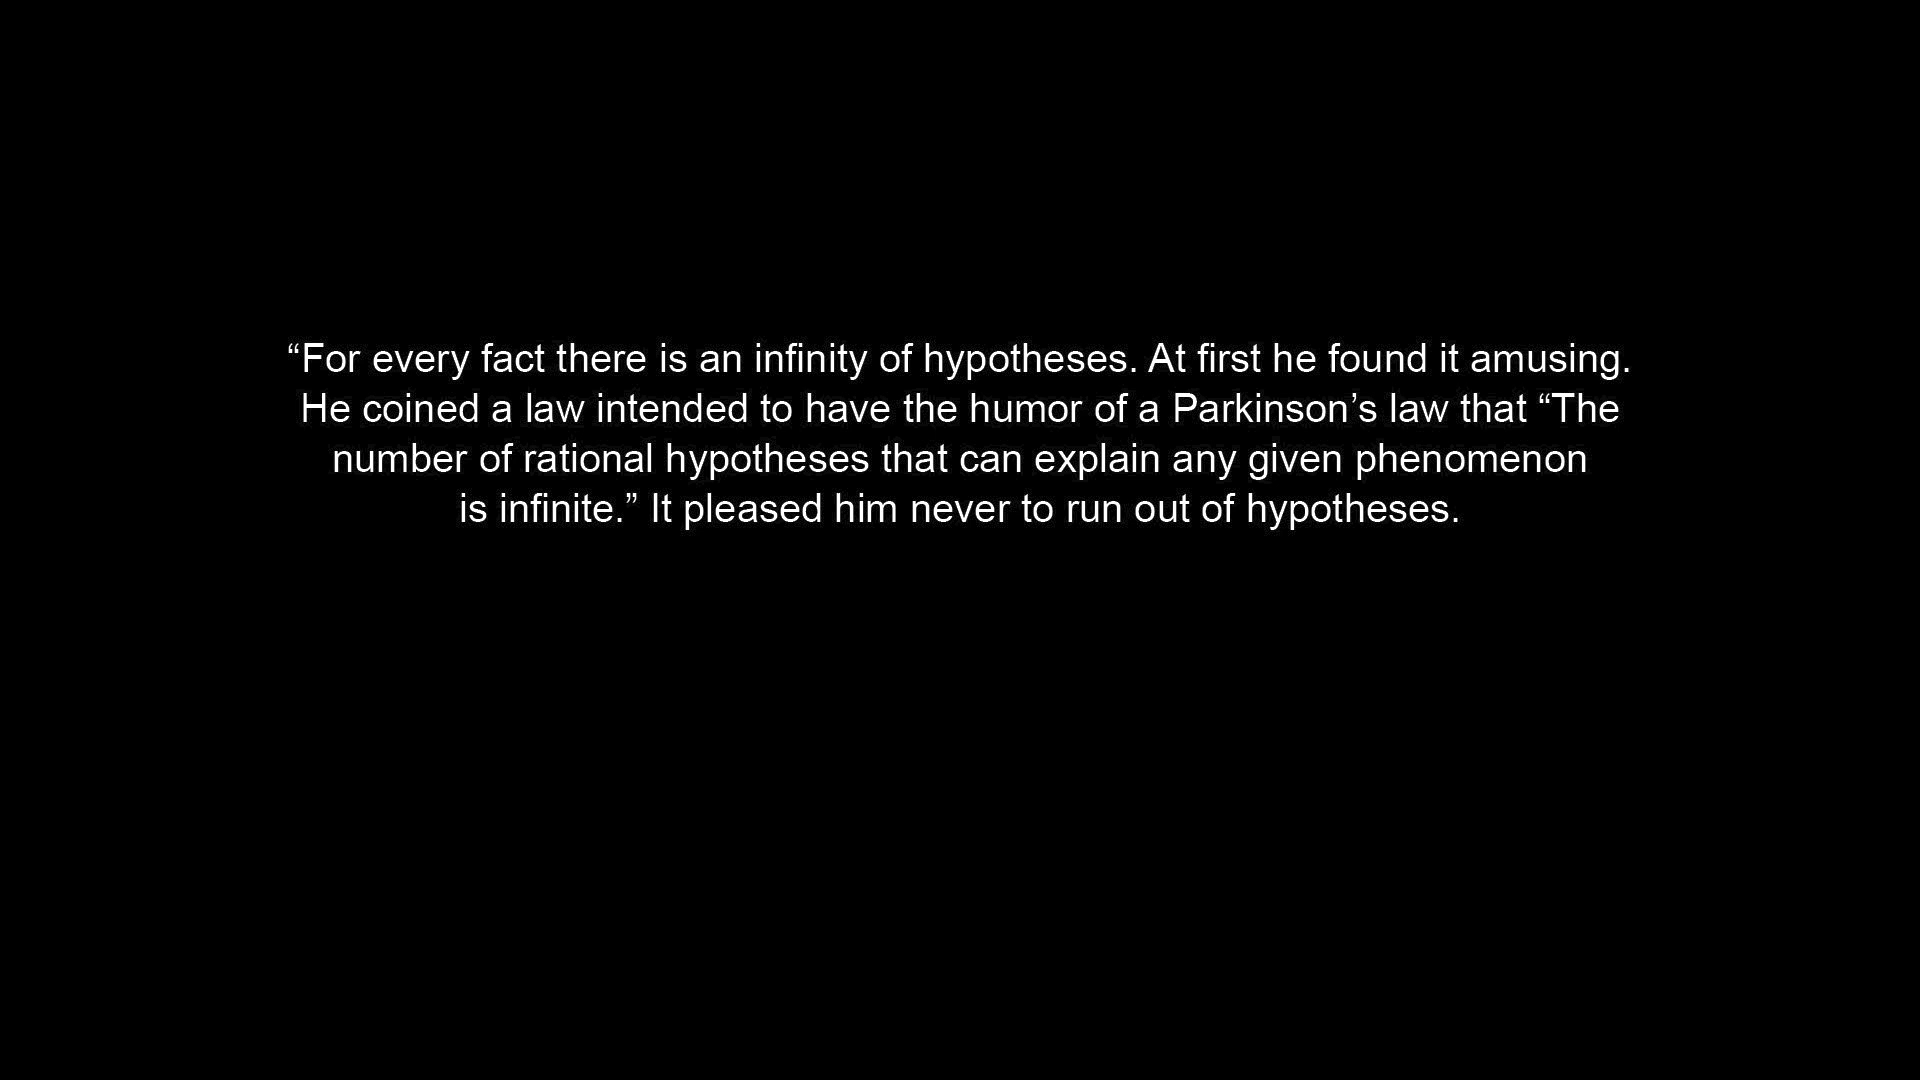 “For every fact there is an infinity of hypotheses. At first he found it amusing.
He coined a law intended to have the humor of a Parkinson’s law that “The
number of rational hypotheses that can explain any given phenomenon
is infinite.” It pleased him never to run out of hypotheses.